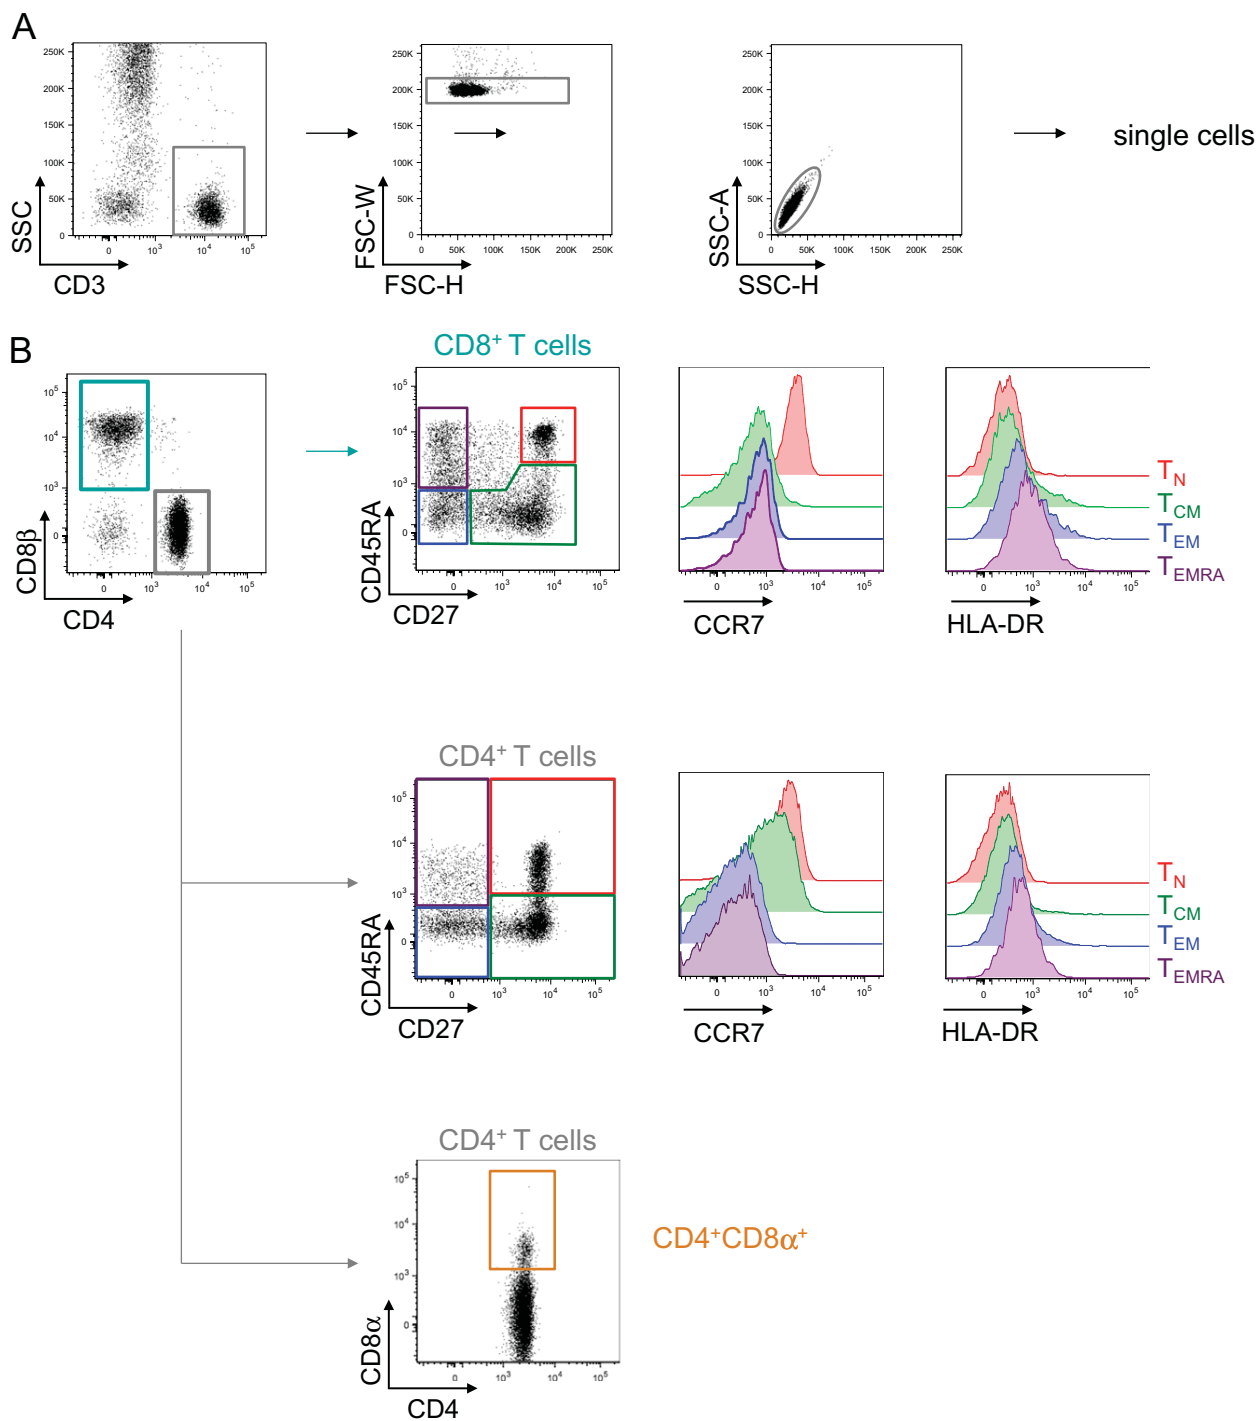 A
250K
200K
150K
100K
50K
0
0
10³
10⁴
10⁵
SSC
CD3
250K
200K
150K
100K
50K
0
0
50K
100K
150K
200K
250K
FSC-W
FSC-H
250K
200K
150K
100K
50K
0
0
50K
100K
150K
200K
250K
SSC-A
SSC-H
single cells
B
10⁵
10⁴
10³
0
0
10³
10⁴
10⁵
CD8β
CD4
CD8⁺ T cells
10⁵
10⁴
10³
0
0
10³
10⁴
10⁵
CD45RA
CD27
0
10³
10⁴
10⁵
CCR7
0
10³
10⁴
10⁵
HLA-DR
T_N
T_CM
T_EM
T_EMRA
CD4⁺ T cells
10⁵
10⁴
10³
0
0
10³
10⁴
10⁵
CD45RA
CD27
0
10³
10⁴
10⁵
CCR7
0
10³
10⁴
10⁵
HLA-DR
T_N
T_CM
T_EM
T_EMRA
CD4⁺ T cells
10⁵
10⁴
10³
0
0
10³
10⁴
10⁵
CD8α
CD4
CD4⁺CD8α⁺